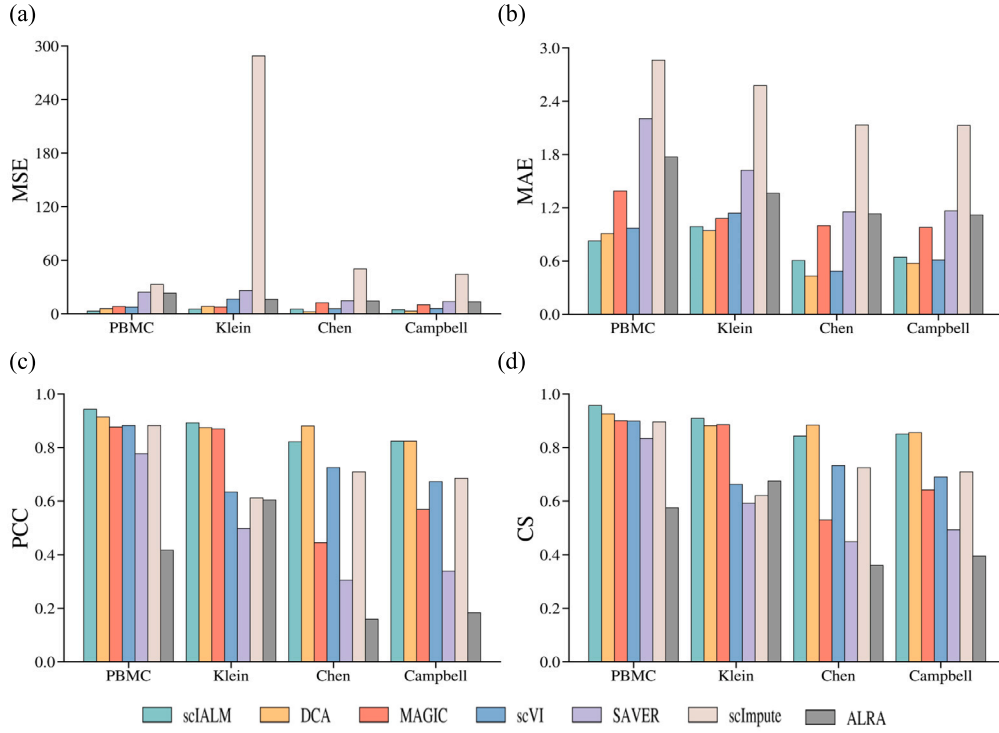 (a)
300
240
180
120
60
0
MSE
PBMC Klein Chen Campbell
(b)
3.0
2.4
1.8
1.2
0.6
0.0
MAE
PBMC Klein Chen Campbell
(c)
1.0
0.8
0.6
0.4
0.2
0.0
PCC
PBMC Klein Chen Campbell
(d)
1.0
0.8
0.6
0.4
0.2
0.0
CS
PBMC Klein Chen Campbell
scIALM DCA MAGIC scVI SAVER scImpute ALRA